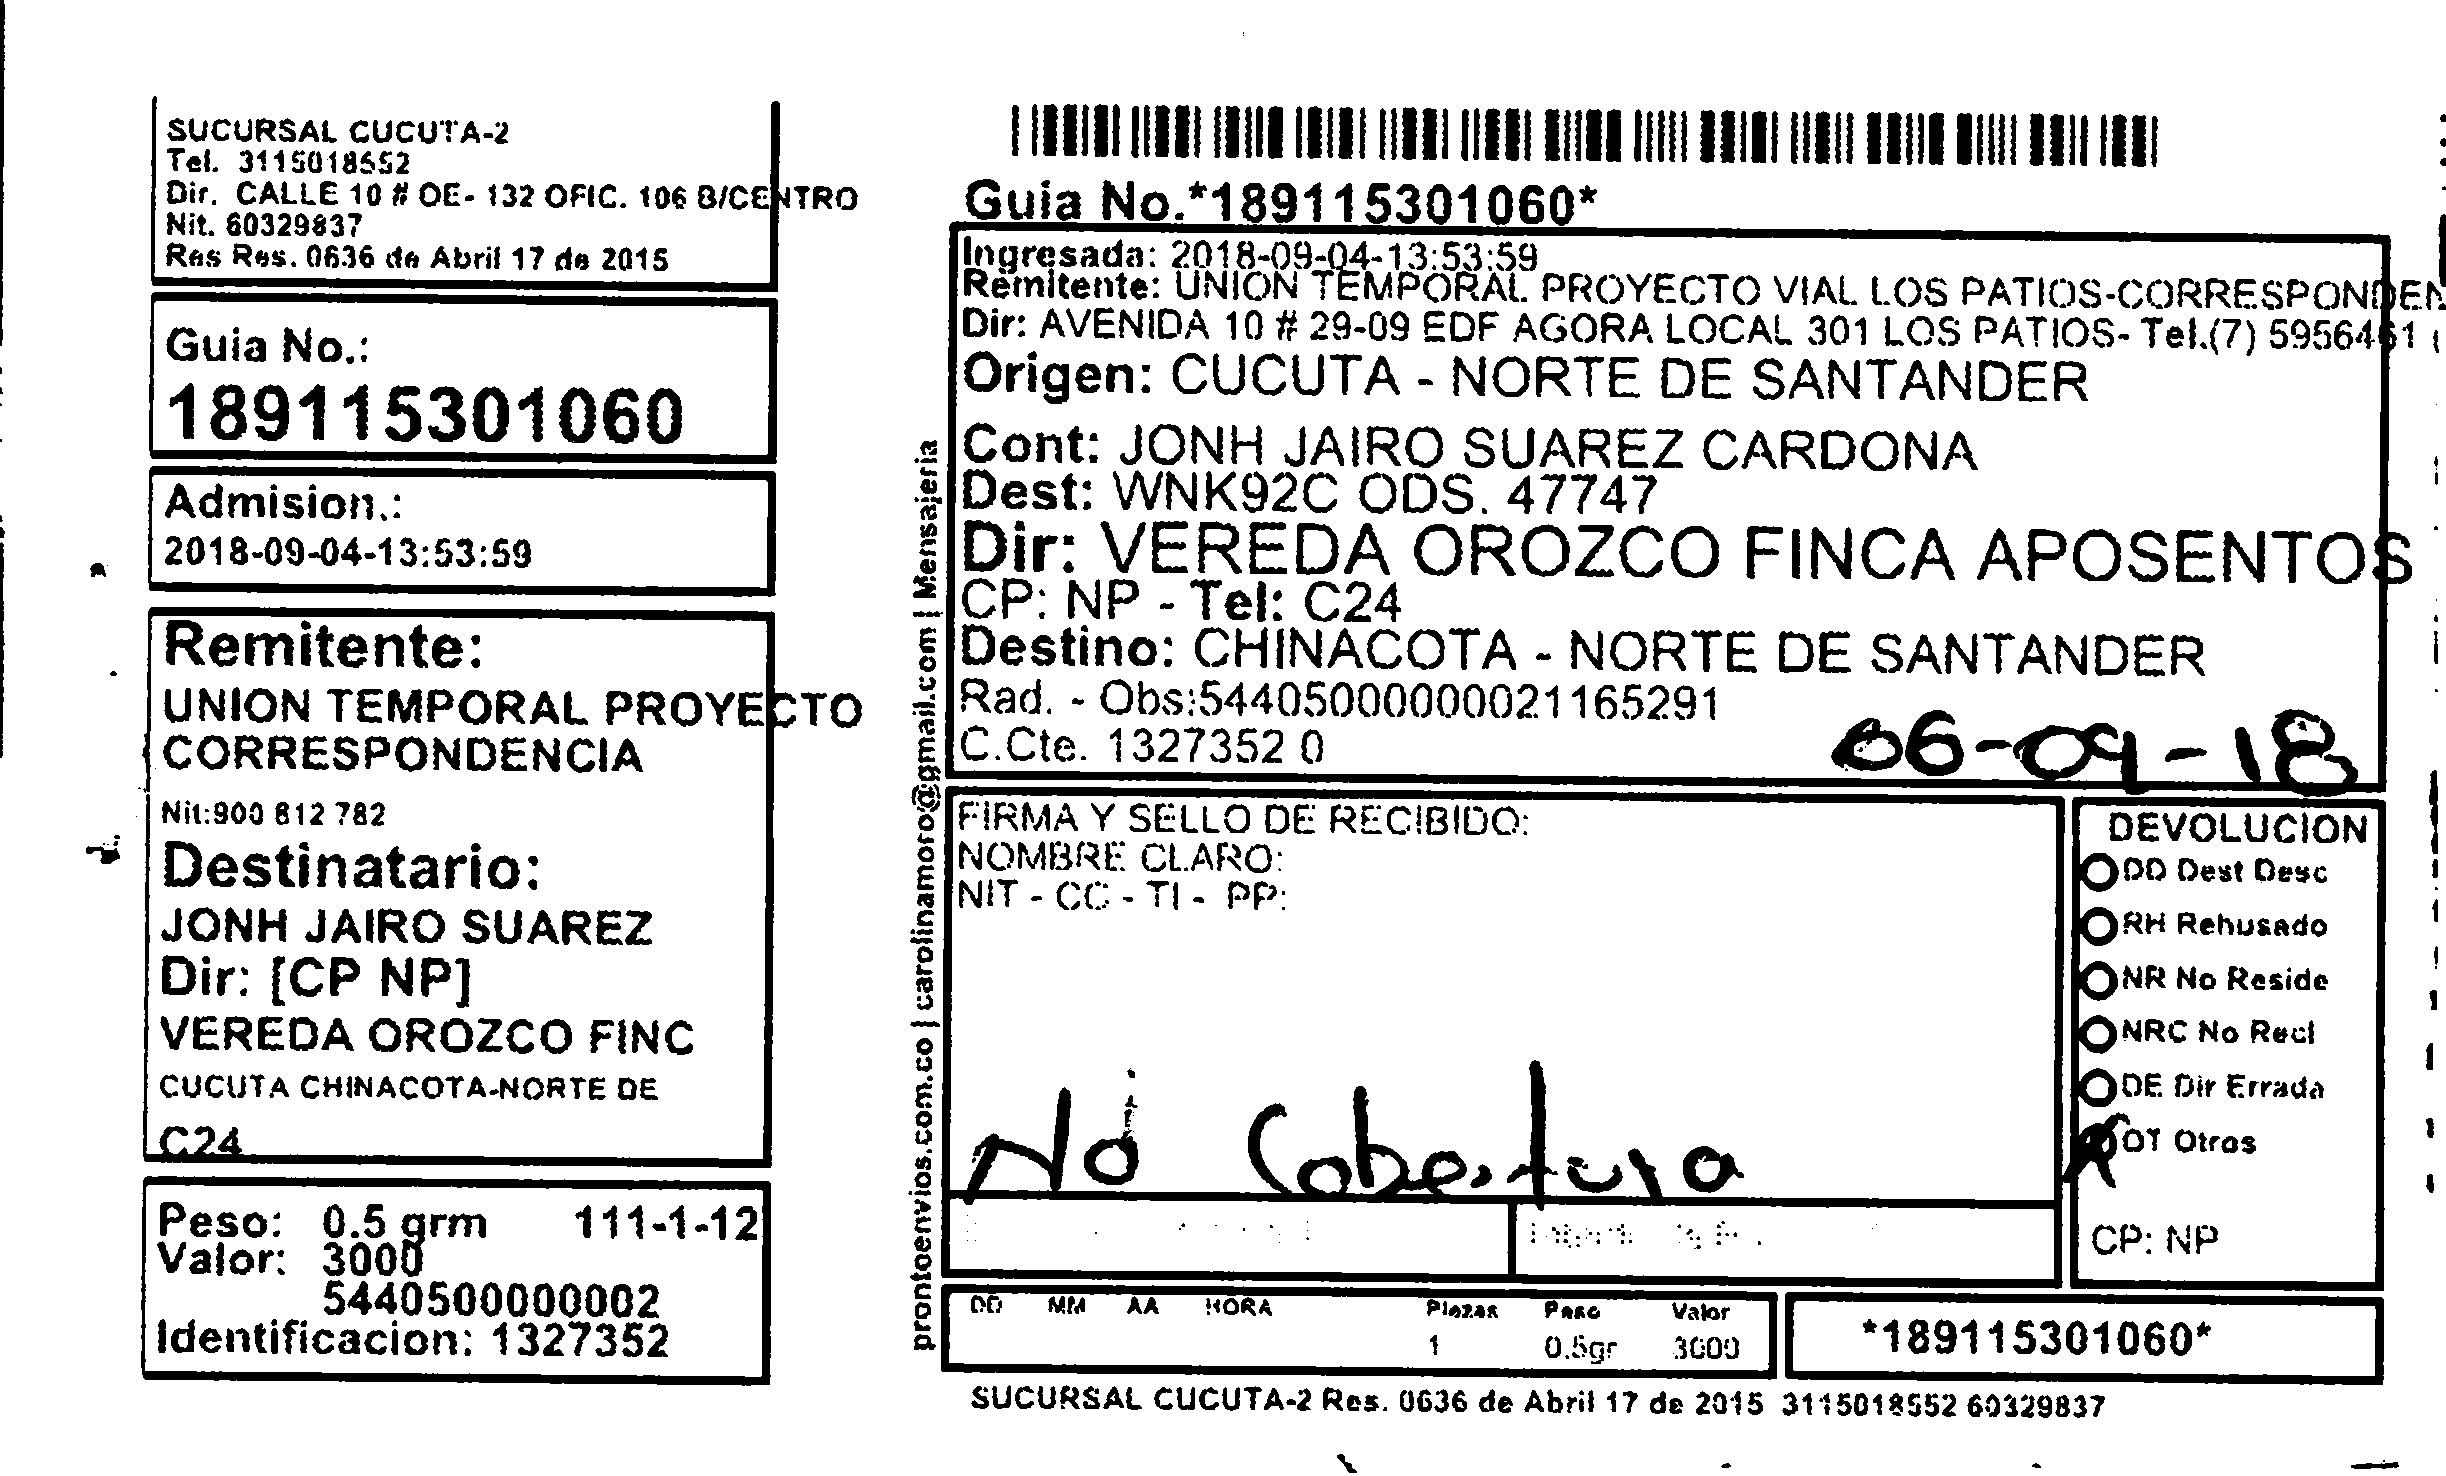 SUCURSAL CUCUTA-2
Tel. 3115018552
Dir. CALLE 10 # OE- 132 OFIC. 106 B/CENTRO
Nit. 60329837
Res Res. 0636 de Abril 17 de 2015
Guia No.:
189115301060
Admision.:
2018-09-04-13:53:59
Remitente:
UNION TEMPORAL PROYECTO
CORRESPONDENCIA
Nit:900 812 782
Destinatario:
JONH JAIRO SUAREZ
Dir: [CP NP]
VEREDA OROZCO FINC
CUCUTA CHINACOTA-NORTE DE
C24
Peso: 0.5 grm 111-1-12
Valor: 3000
5440500000002
Identificacion: 1327352
prontoenvios.com.co | carolinamoro@gmail.com | Mensajeria
Guia No.*189115301060*
Ingresada: 2018-09-04-13:53:59
Remitente: UNION TEMPORAL PROYECTO VIAL LOS PATIOS-CORRESPONDEN
Dir: AVENIDA 10 # 29-09 EDF AGORA LOCAL 301 LOS PATIOS- Tel.(7) 5956461 (
Origen: CUCUTA - NORTE DE SANTANDER
Cont: JONH JAIRO SUAREZ CARDONA
Dest: WNK92C ODS. 47747
Dir: VEREDA OROZCO FINCA APOSENTOS
CP: NP - Tel: C24
Destino: CHINACOTA - NORTE DE SANTANDER
Rad. - Obs:54405000000021165291
C.Cte. 1327352 0
06-09-18
FIRMA Y SELLO DE RECIBIDO:
NOMBRE CLARO:
NIT - CC - TI - PP:
No Cobertura
DEVOLUCION
DD Dest Desc
RH Rehusado
NR No Reside
NRC No Recl
DE Dir Errada
OT Otros
CP: NP
DD MM AA HORA Piezas Peso Valor
1 0.5gr 3000
*189115301060*
SUCURSAL CUCUTA-2 Res. 0636 de Abril 17 de 2015 3115018552 60329837